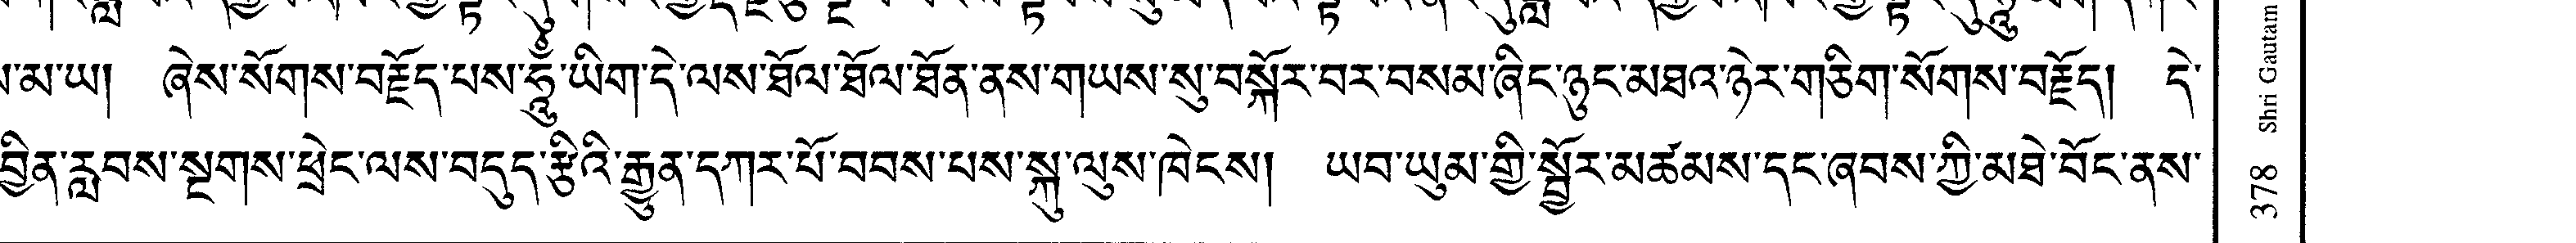 མ་ཡ། ཞེས་སོགས་བརྗོད་པས་ཧཱུྃ་ཡིག་དེ་ལས་ཐོལ་ཐོལ་ཐོན་ནས་གཡས་སུ་བསྐོར་བར་བསམ་ཞིང་ཉུང་མཐའ་ཉེར་གཅིག་སོགས་བརྗོད། དེ་
བྱིན་རླབས་སྔགས་ཕྲེང་ལས་བདུད་རྩིའི་རྒྱུན་དཀར་པོ་བབས་པས་སྐུ་ལུས་ཁེངས། ཡབ་ཡུམ་གྱི་སྦྱོར་མཚམས་དང་ཞབས་ཀྱི་མཐེ་བོང་ནས་
378 Shri Gautam